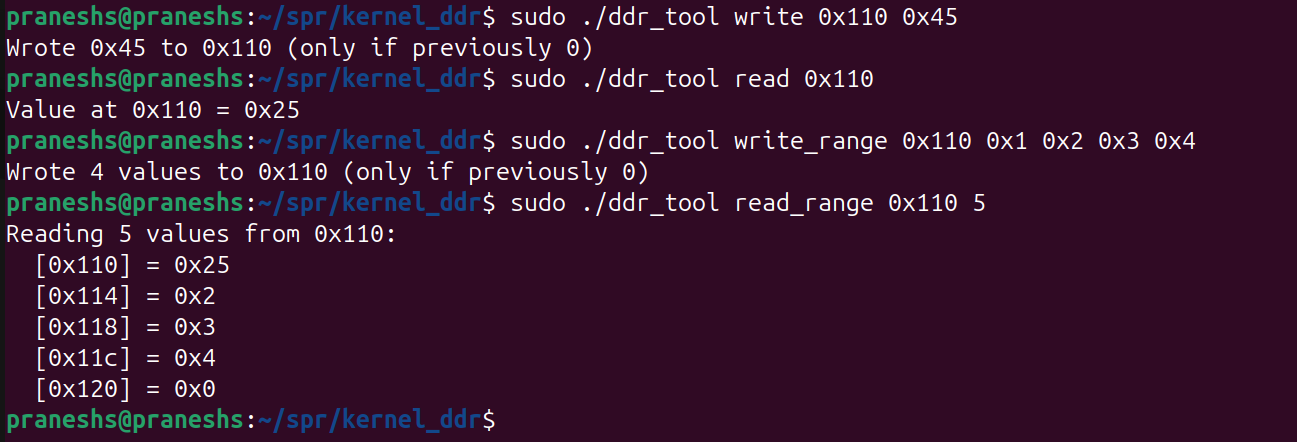 praneshs@praneshs:~/spr/kernel_ddr$ sudo ./ddr_tool write 0x110 0x45
Wrote 0x45 to 0x110 (only if previously 0)
praneshs@praneshs:~/spr/kernel_ddr$ sudo ./ddr_tool read 0x110
Value at 0x110 = 0x25
praneshs@praneshs:~/spr/kernel_ddr$ sudo ./ddr_tool write_range 0x110 0x1 0x2 0x3 0x4
Wrote 4 values to 0x110 (only if previously 0)
praneshs@praneshs:~/spr/kernel_ddr$ sudo ./ddr_tool read_range 0x110 5
Reading 5 values from 0x110:
  [0x110] = 0x25
  [0x114] = 0x2
  [0x118] = 0x3
  [0x11c] = 0x4
  [0x120] = 0x0
praneshs@praneshs:~/spr/kernel_ddr$